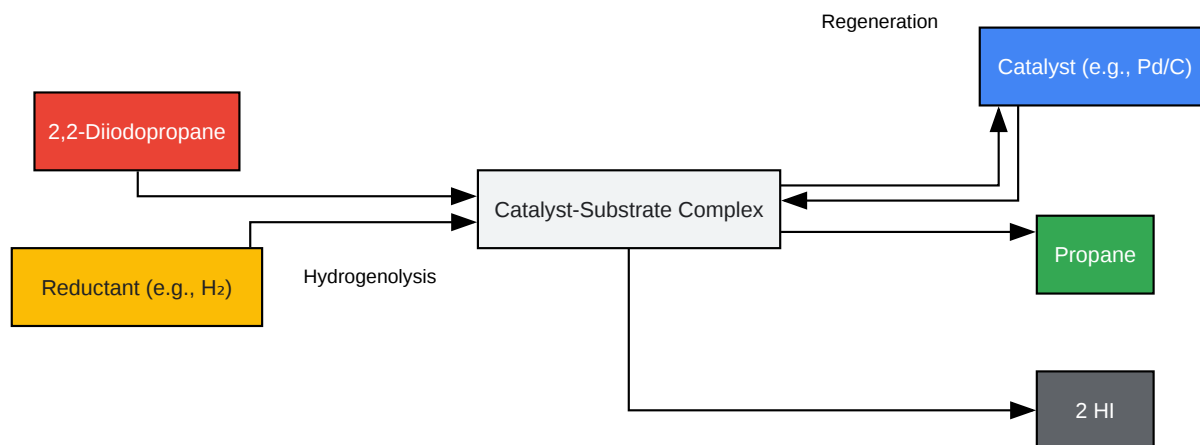 Regeneration
Catalyst (e.g., Pd/C)
2,2-Diiodopropane
Catalyst-Substrate Complex
Reductant (e.g., H₂)
Hydrogenolysis
Propane
2 HI